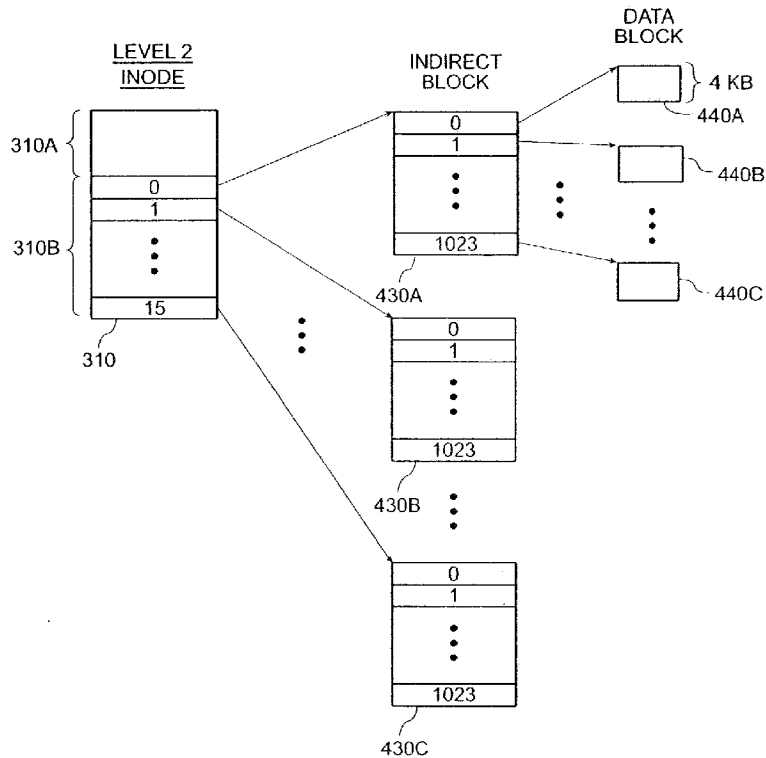 LEVEL 2
INODE
INDIRECT
BLOCK
DATA
BLOCK
310A
310B
0
1
15
310
0
1
1023
430A
4 KB
440A
440B
440C
0
1
1023
430B
0
1
1023
430C